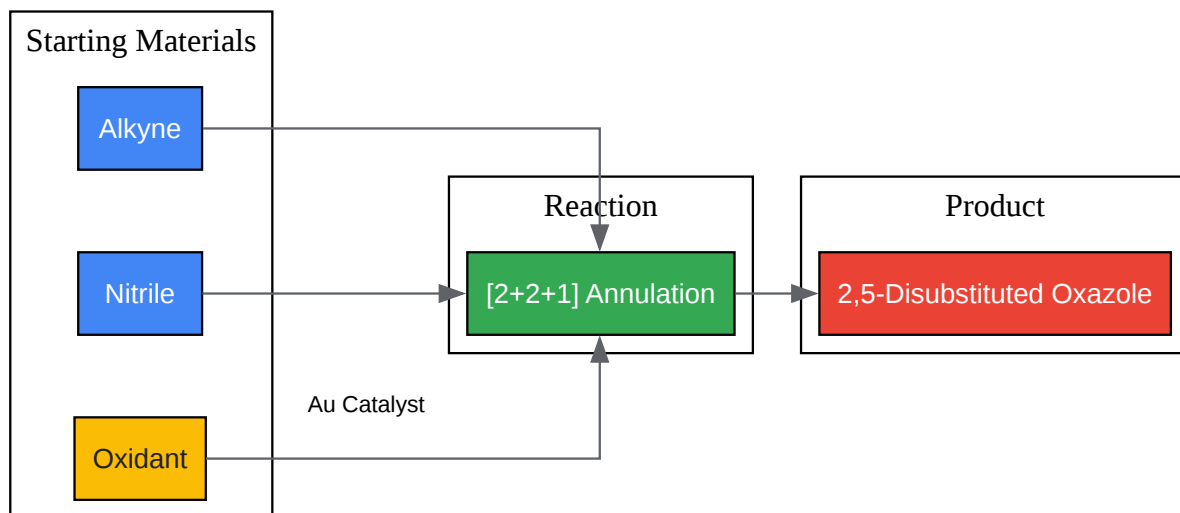 Starting Materials
Alkyne
Reaction
Product
Nitrile
[2+2+1] Annulation
2,5-Disubstituted Oxazole
Au Catalyst
Oxidant